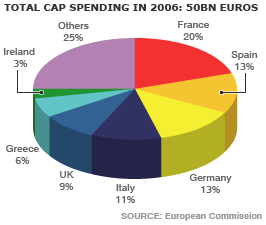 TOTAL CAP SPENDING IN 2006: 50BN EUROS
Others
25%
France
20%
Ireland
3%
Spain
13%
Greece
6%
UK
9%
Italy
11%
Germany
13%
SOURCE: European Commission